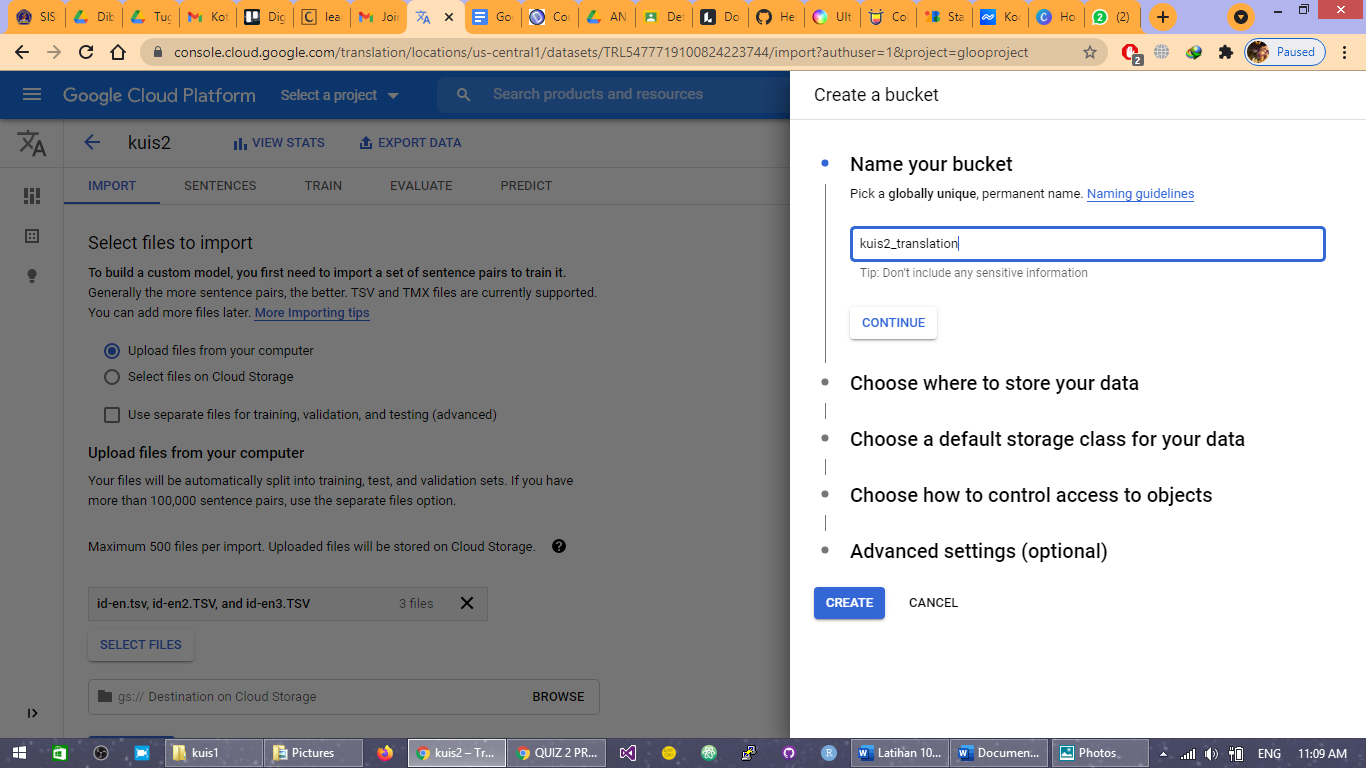 SIS
Dib
Tug
Kot
Dig
lea
Joir
Go
Cou
AN
Det
Do
He
Ult
Col
Sta
Ko
Ho
(2)
console.cloud.google.com/translation/locations/us-central1/datasets/TRL5477719100824223744/import?authuser=1&project=glooproject
2
Paused
Google Cloud Platform
Select a project
Search products and resources
kuis2
VIEW STATS
EXPORT DATA
IMPORT
SENTENCES
TRAIN
EVALUATE
PREDICT
Select files to import
To build a custom model, you first need to import a set of sentence pairs to train it.
Generally the more sentence pairs, the better. TSV and TMX files are currently supported.
You can add more files later. More Importing tips
Upload files from your computer
Select files on Cloud Storage
Use separate files for training, validation, and testing (advanced)
Upload files from your computer
Your files will be automatically split into training, test, and validation sets. If you have
more than 100,000 sentence pairs, use the separate files option.
Maximum 500 files per import. Uploaded files will be stored on Cloud Storage.
id-en.tsv, id-en2.TSV, and id-en3.TSV
3 files
SELECT FILES
gs:// Destination on Cloud Storage
BROWSE
Create a bucket
Name your bucket
Pick a globally unique, permanent name. Naming guidelines
kuis2_translation
Tip: Don't include any sensitive information
CONTINUE
Choose where to store your data
Choose a default storage class for your data
Choose how to control access to objects
Advanced settings (optional)
CREATE
CANCEL
kuis1
Pictures
kuis2 – Tr...
QUIZ 2 PR...
Latihan 10...
Documen...
Photos
ENG
11:09 AM